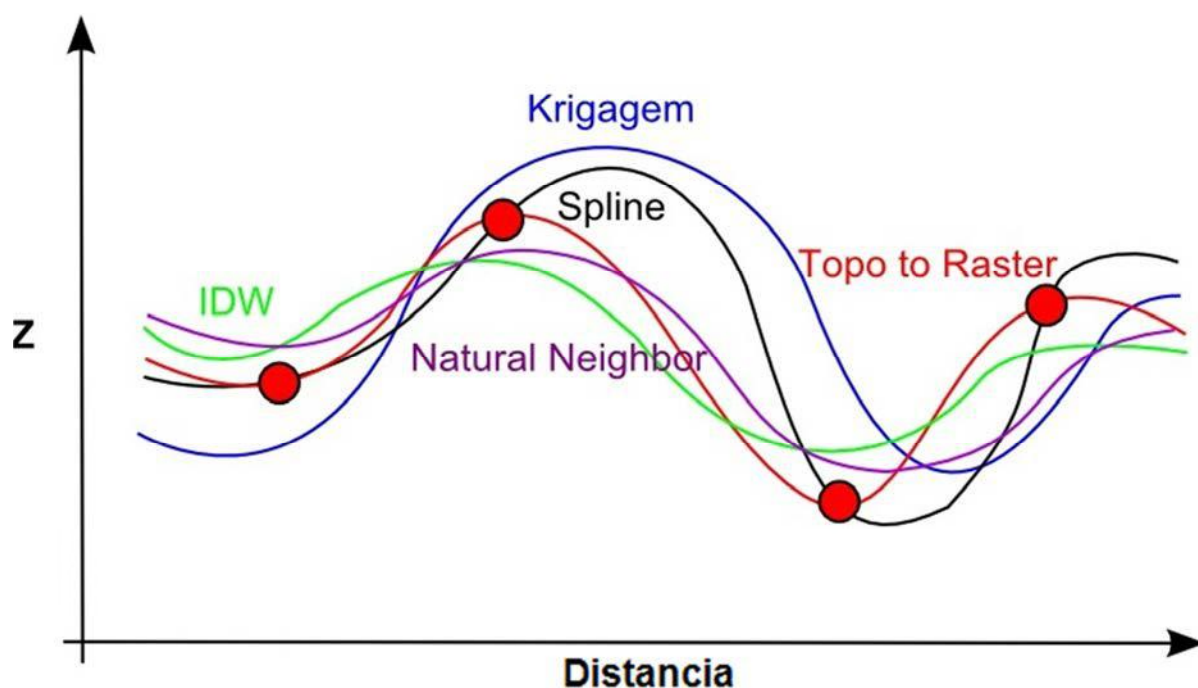 Krigagem
Spline
Topo to Raster
IDW
Z
Natural Neighbor
Distancia